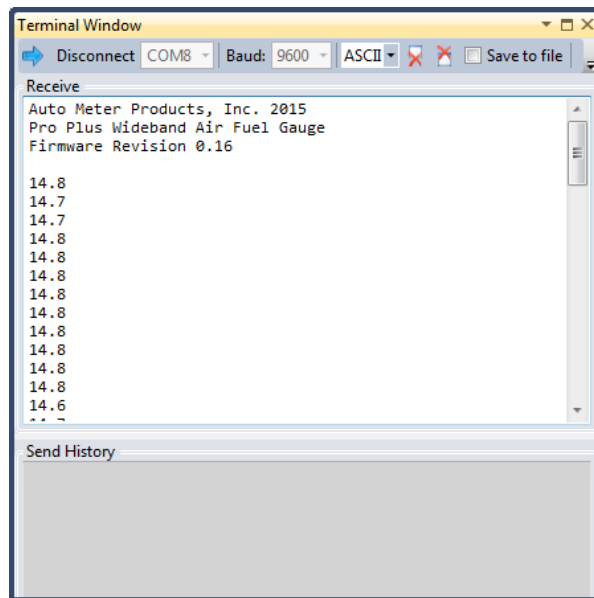 Terminal Window
Disconnect COM8 Baud: 9600 ASCII Save to file
Receive
Auto Meter Products, Inc. 2015
Pro Plus Wideband Air Fuel Gauge
Firmware Revision 0.16
14.8
14.7
14.7
14.8
14.8
14.8
14.8
14.8
14.8
14.8
14.8
14.8
14.6
Send History